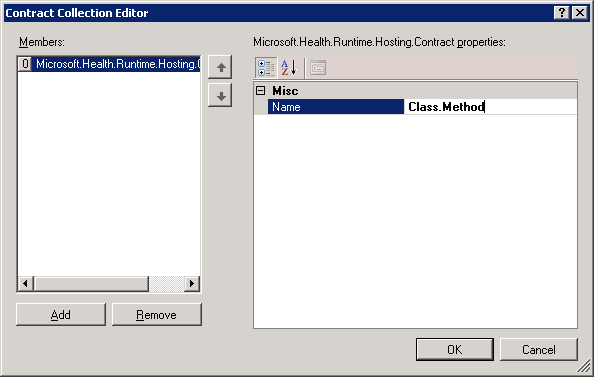 Contract Collection Editor
Members:
Microsoft.Health.Runtime.Hosting.Contract properties:
0 Microsoft.Health.Runtime.Hosting.C
A
Z
Misc
Name Class.Method
Add Remove
OK Cancel